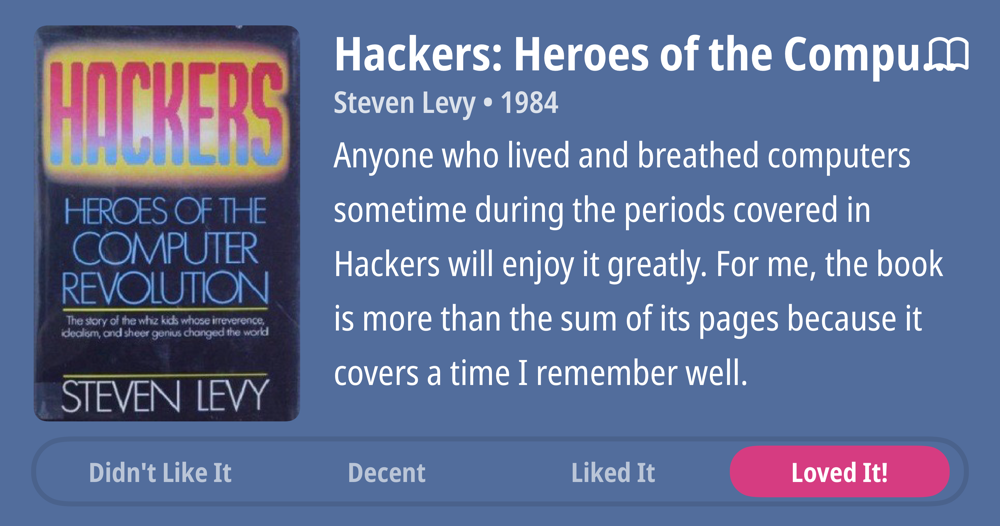 HACKERS
HEROES OF THE
COMPUTER
REVOLUTION
The story of the whiz kids whose irreverence,
idealism, and sheer genius changed the world
STEVEN LEVY
Hackers: Heroes of the Compu...
Steven Levy • 1984
Anyone who lived and breathed computers
sometime during the periods covered in
Hackers will enjoy it greatly. For me, the book
is more than the sum of its pages because it
covers a time I remember well.
Didn't Like It
Decent
Liked It
Loved It!